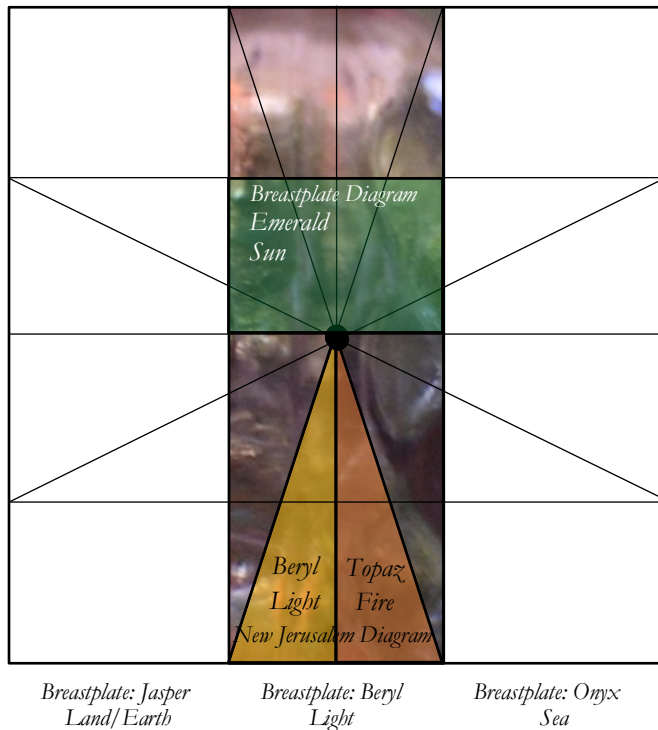 Breastplate Diagram
Emerald
Sun
Beryl
Light
Topaz
Fire
New Jerusalem Diagram
Breastplate: Jasper
Land/Earth
Breastplate: Beryl
Light
Breastplate: Onyx
Sea